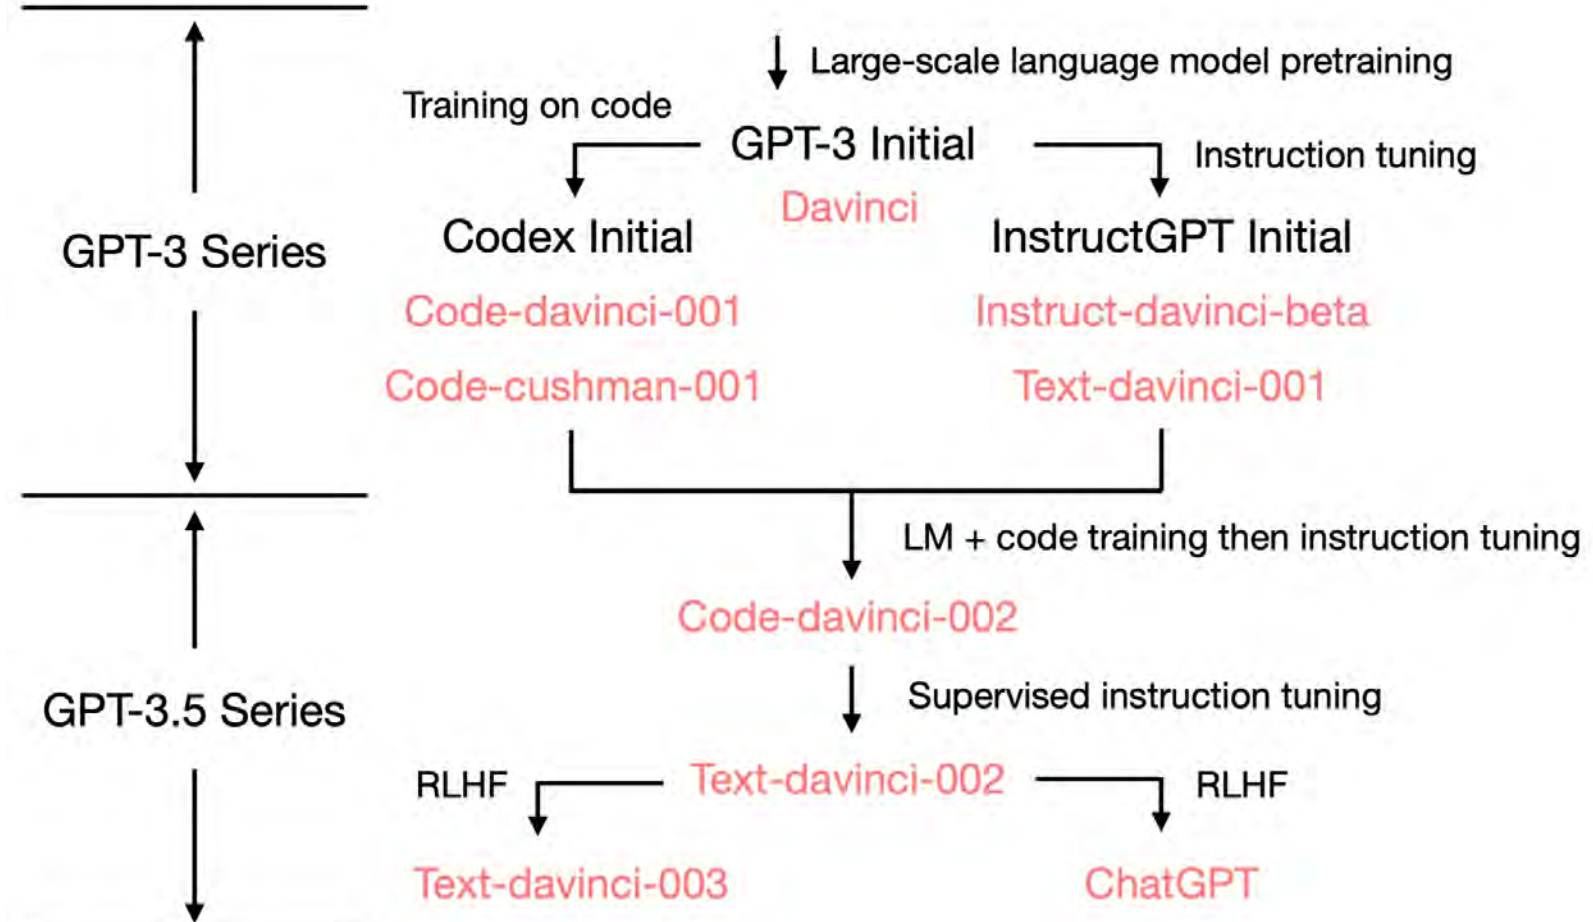 Large-scale language model pretraining
Training on code
GPT-3 Initial
Instruction tuning
Davinci
GPT-3 Series
Codex Initial
InstructGPT Initial
Code-davinci-001
Instruct-davinci-beta
Code-cushman-001
Text-davinci-001
LM + code training then instruction tuning
Code-davinci-002
GPT-3.5 Series
Supervised instruction tuning
RLHF
Text-davinci-002
RLHF
Text-davinci-003
ChatGPT